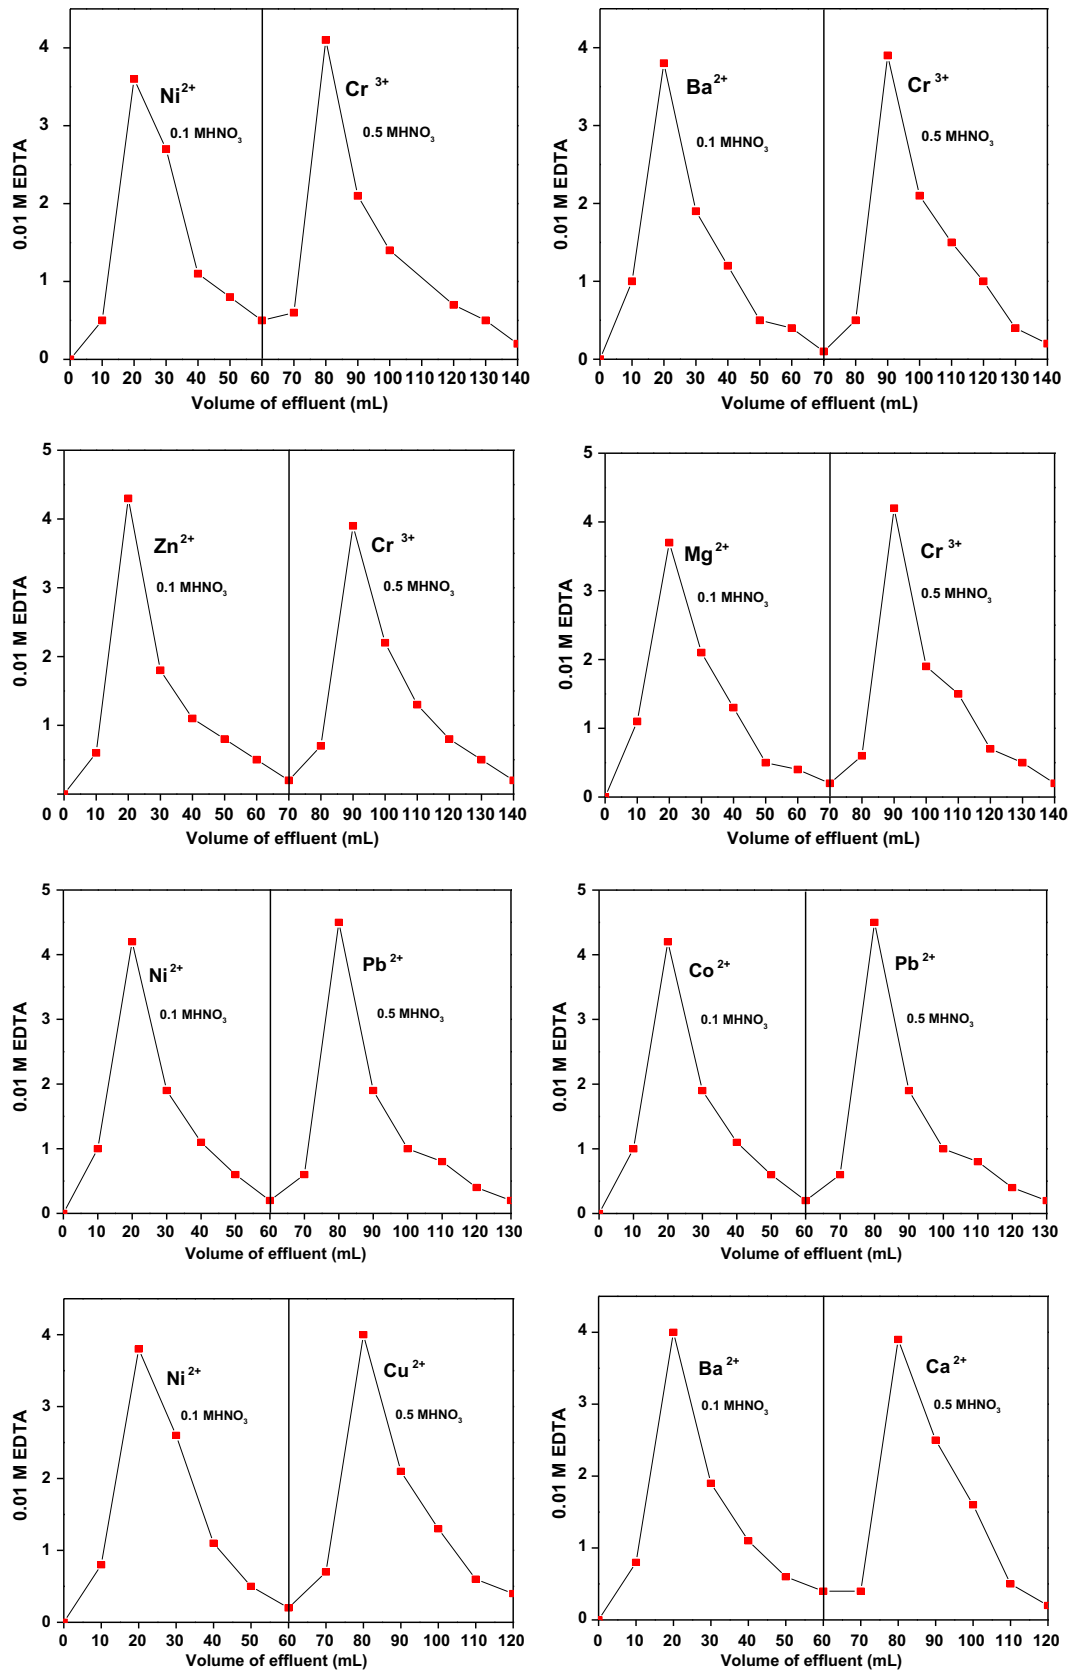 4
3
2
1
0
0.01 M EDTA
Ni2+
0.1 MHNO3
Cr 3+
0.5 MHNO3
0 10 20 30 40 50 60 70 80 90 100 110 120 130 140
Volume of effluent (mL)
4
3
2
1
0
0.01 M EDTA
Ba2+
0.1 MHNO3
Cr 3+
0.5 MHNO3
0 10 20 30 40 50 60 70 80 90 100 110 120 130 140
Volume of effluent (mL)
5
4
3
2
1
0
0.01 M EDTA
Zn2+
0.1 MHNO3
Cr 3+
0.5 MHNO3
0 10 20 30 40 50 60 70 80 90 100 110 120 130 140
Volume of effluent (mL)
5
4
3
2
1
0
0.01 M EDTA
Mg2+
0.1 MHNO3
Cr 3+
0.5 MHNO3
0 10 20 30 40 50 60 70 80 90 100 110 120 130 140
Volume of effluent (mL)
5
4
3
2
1
0
0.01 M EDTA
Ni 2+
0.1 MHNO3
Pb 2+
0.5 MHNO3
0 10 20 30 40 50 60 70 80 90 100 110 120 130
Volume of effluent (mL)
5
4
3
2
1
0
0.01 M EDTA
Co 2+
0.1 MHNO3
Pb 2+
0.5 MHNO3
0 10 20 30 40 50 60 70 80 90 100 110 120 130
Volume of effluent (mL)
4
3
2
1
0
0.01 M EDTA
Ni 2+
0.1 MHNO3
Cu 2+
0.5 MHNO3
0 10 20 30 40 50 60 70 80 90 100 110 120
Volume of effluent (mL)
4
3
2
1
0
0.01 M EDTA
Ba 2+
0.1 MHNO3
Ca 2+
0.5 MHNO3
0 10 20 30 40 50 60 70 80 90 100 110 120
Volume of effluent (mL)